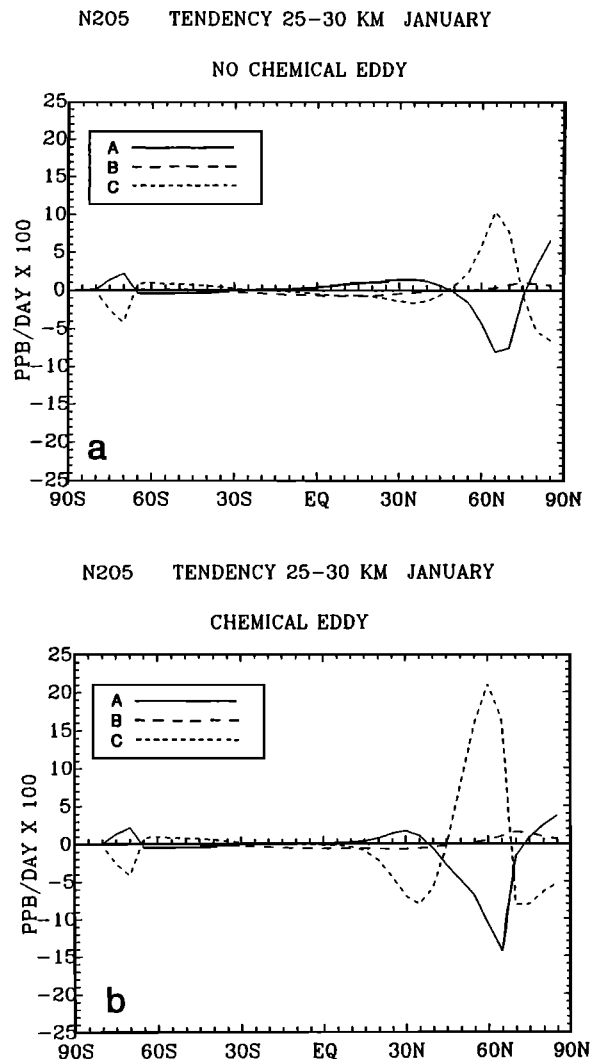 N205 TENDENCY 25-30 KM JANUARY
NO CHEMICAL EDDY
25
20
15
10
5
0
-5
-10
-15
-20
-25
PPB/DAY X 100
A
B
C
a
90S 60S 30S EQ 30N 60N 90N
N205 TENDENCY 25-30 KM JANUARY
CHEMICAL EDDY
25
20
15
10
5
0
-5
-10
-15
-20
-25
PPB/DAY X 100
A
B
C
b
90S 60S 30S EQ 30N 60N 90N